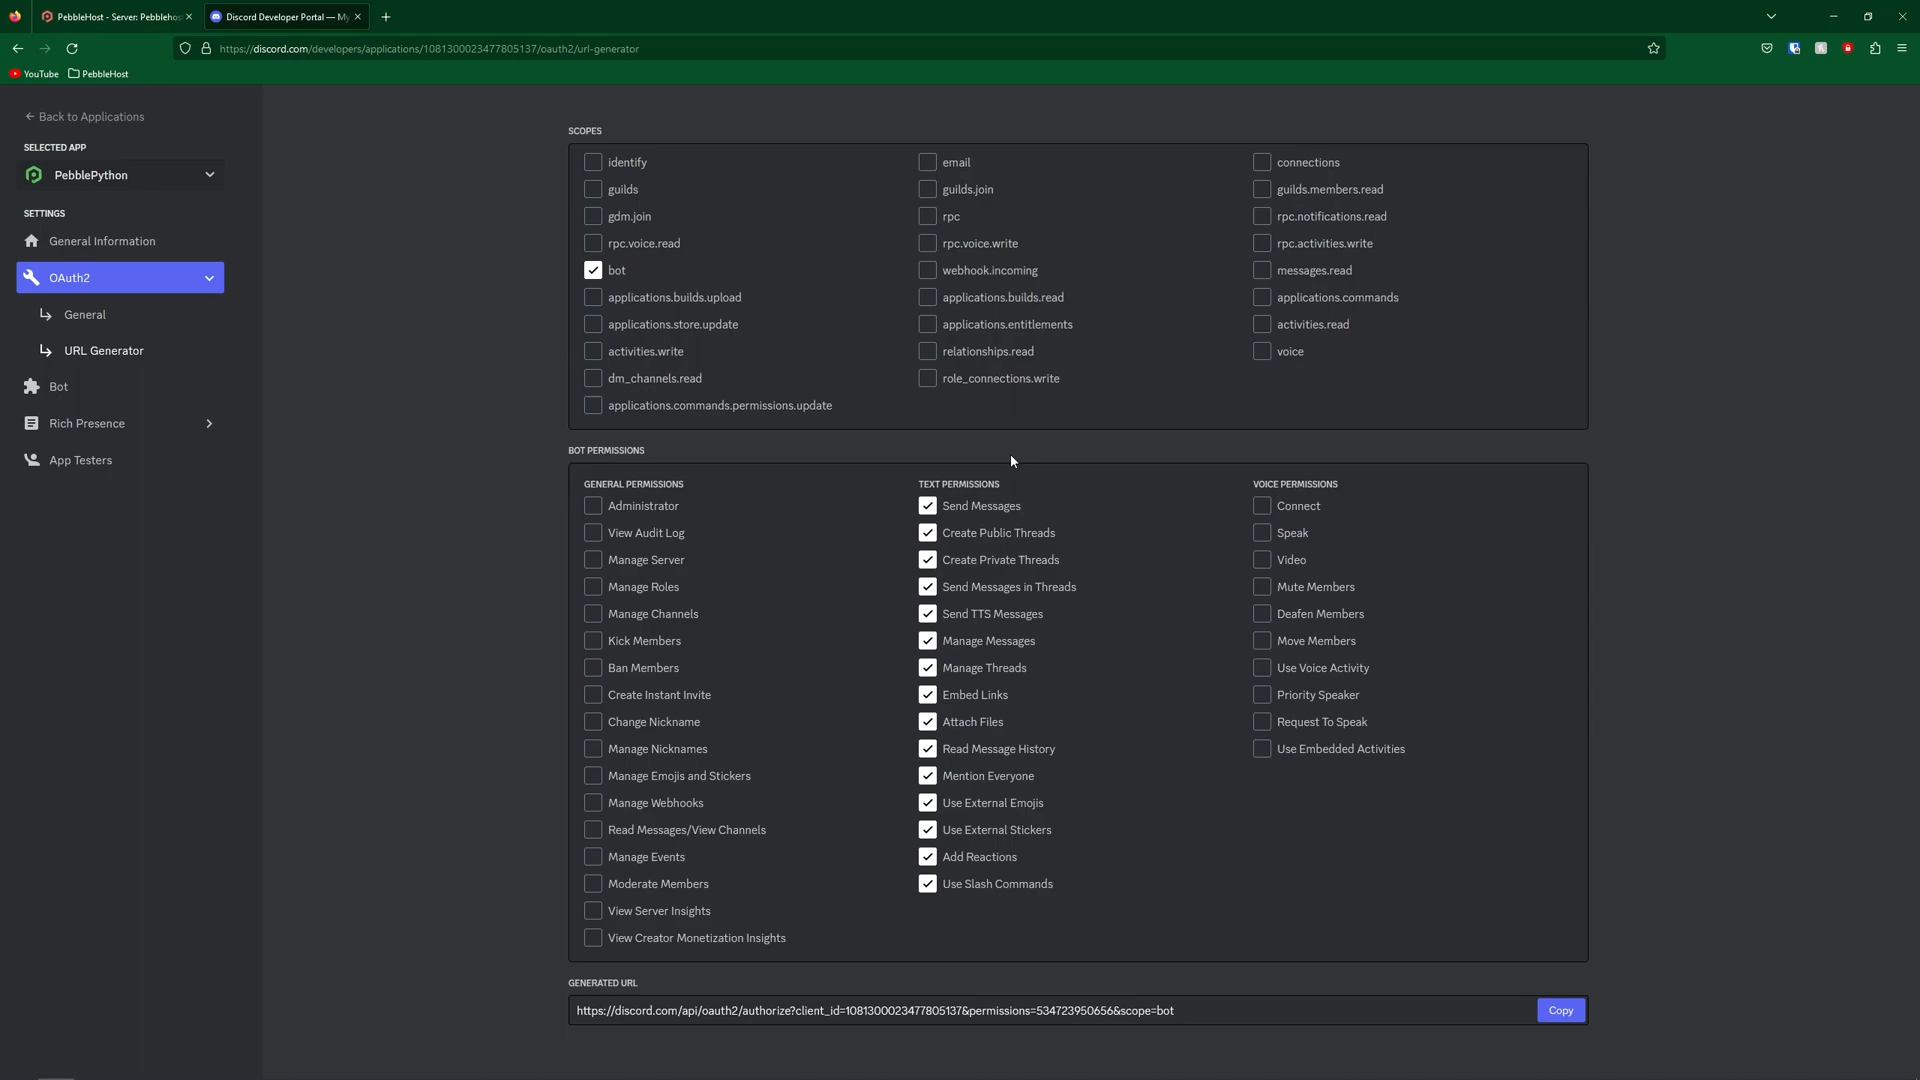 PebbleHost - Server: Pebblehos
Discord Developer Portal — My
https://discord.com/developers/applications/1081300023477805137/oauth2/url-generator
YouTube
PebbleHost
Back to Applications
SELECTED APP
PebblePython
SETTINGS
General Information
OAuth2
General
URL Generator
Bot
Rich Presence
App Testers
SCOPES
identify
email
connections
guilds
guilds.join
guilds.members.read
gdm.join
rpc
rpc.notifications.read
rpc.voice.read
rpc.voice.write
rpc.activities.write
bot
webhook.incoming
messages.read
applications.builds.upload
applications.builds.read
applications.commands
applications.store.update
applications.entitlements
activities.read
activities.write
relationships.read
voice
dm_channels.read
role_connections.write
applications.commands.permissions.update
BOT PERMISSIONS
GENERAL PERMISSIONS
Administrator
View Audit Log
Manage Server
Manage Roles
Manage Channels
Kick Members
Ban Members
Create Instant Invite
Change Nickname
Manage Nicknames
Manage Emojis and Stickers
Manage Webhooks
Read Messages/View Channels
Manage Events
Moderate Members
View Server Insights
View Creator Monetization Insights
TEXT PERMISSIONS
Send Messages
Create Public Threads
Create Private Threads
Send Messages in Threads
Send TTS Messages
Manage Messages
Manage Threads
Embed Links
Attach Files
Read Message History
Mention Everyone
Use External Emojis
Use External Stickers
Add Reactions
Use Slash Commands
VOICE PERMISSIONS
Connect
Speak
Video
Mute Members
Deafen Members
Move Members
Use Voice Activity
Priority Speaker
Request To Speak
Use Embedded Activities
GENERATED URL
https://discord.com/api/oauth2/authorize?client_id=1081300023477805137&permissions=534723950656&scope=bot
Copy